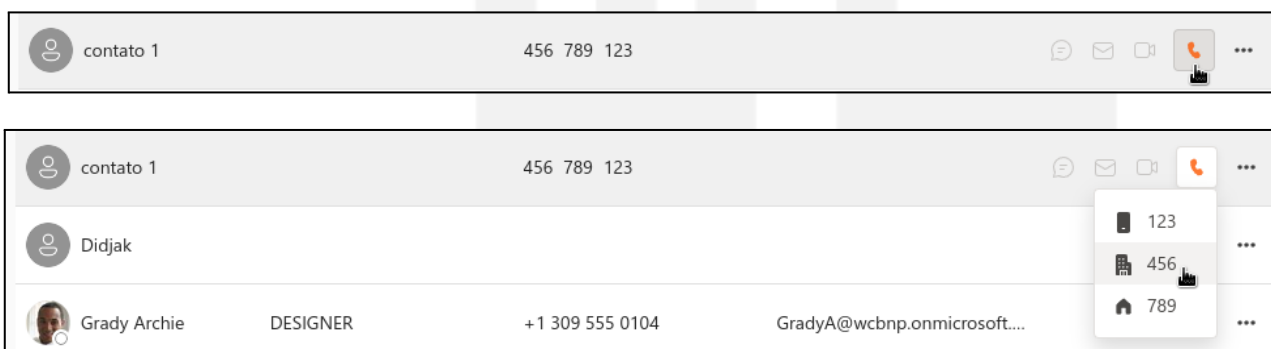 contato 1 456 789 123
contato 1 456 789 123
123
Didjak
456
789
Grady Archie DESIGNER +1 309 555 0104 GradyA@wcbnp.onmicrosoft....